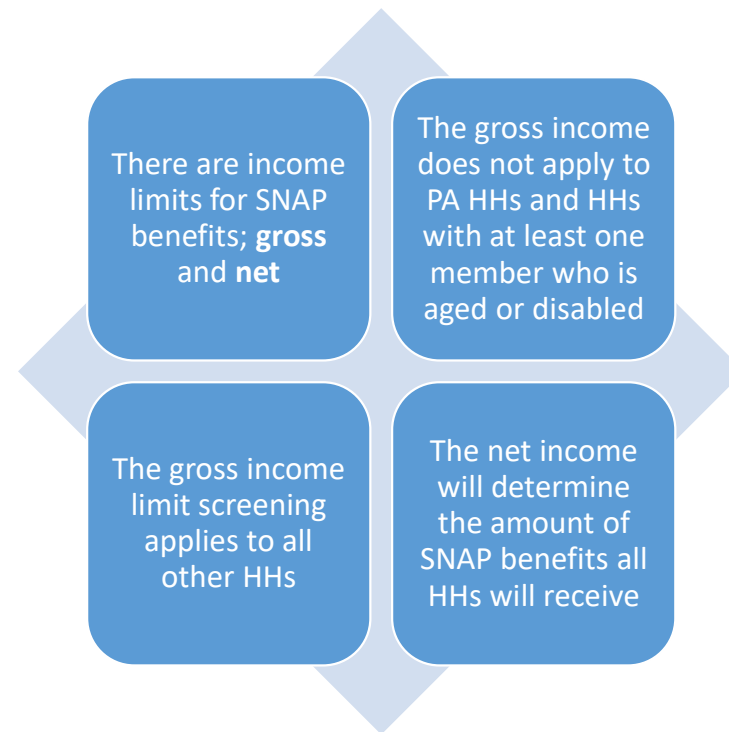 There are income
limits for SNAP
benefits; gross
and net
The gross income
does not apply to
PA HHs and HHs
with at least one
member who is
aged or disabled
The gross income
limit screening
applies to all
other HHs
The net income
will determine
the amount of
SNAP benefits all
HHs will receive